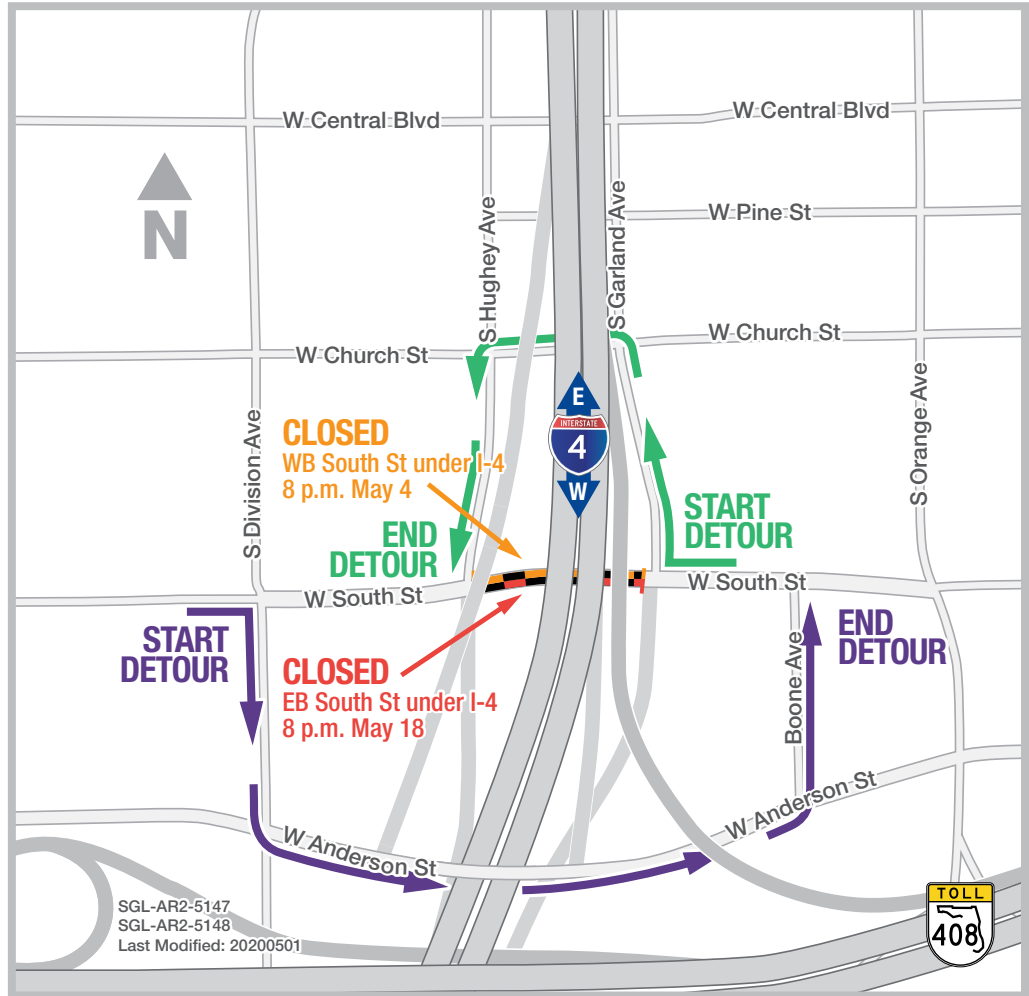 W Central Blvd
W Central Blvd
N
S Hughey Ave
S Garland Ave
W Pine St
W Church St
W Church St
S Division Ave
S Orange Ave
CLOSED
WB South St under I-4
8 p.m. May 4
E
INTERSTATE
4
W
END
DETOUR
START
DETOUR
W South St
W South St
START
DETOUR
CLOSED
EB South St under I-4
8 p.m. May 18
Boone Ave
END
DETOUR
W Anderson St
W Anderson St
SGL-AR2-5147
SGL-AR2-5148
Last Modified: 20200501
TOLL
408